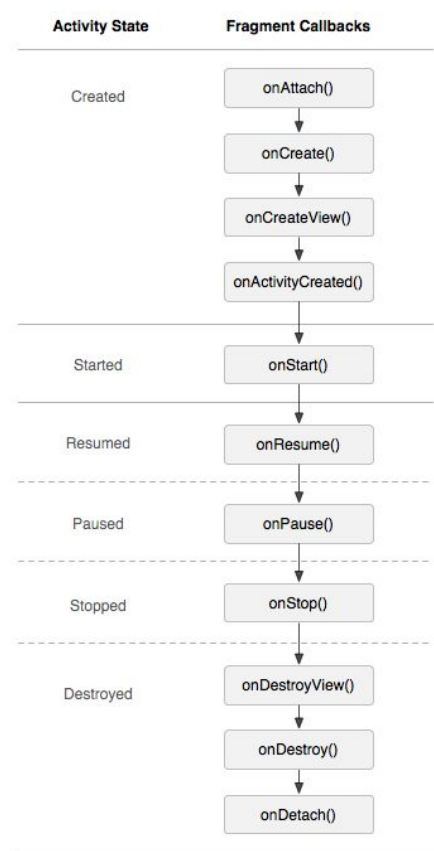 Activity State Fragment Callbacks
Created
onAttach()
onCreate()
onCreateView()
onActivityCreated()
Started onStart()
Resumed onResume()
Paused onPause()
Stopped onStop()
Destroyed
onDestroyView()
onDestroy()
onDetach()